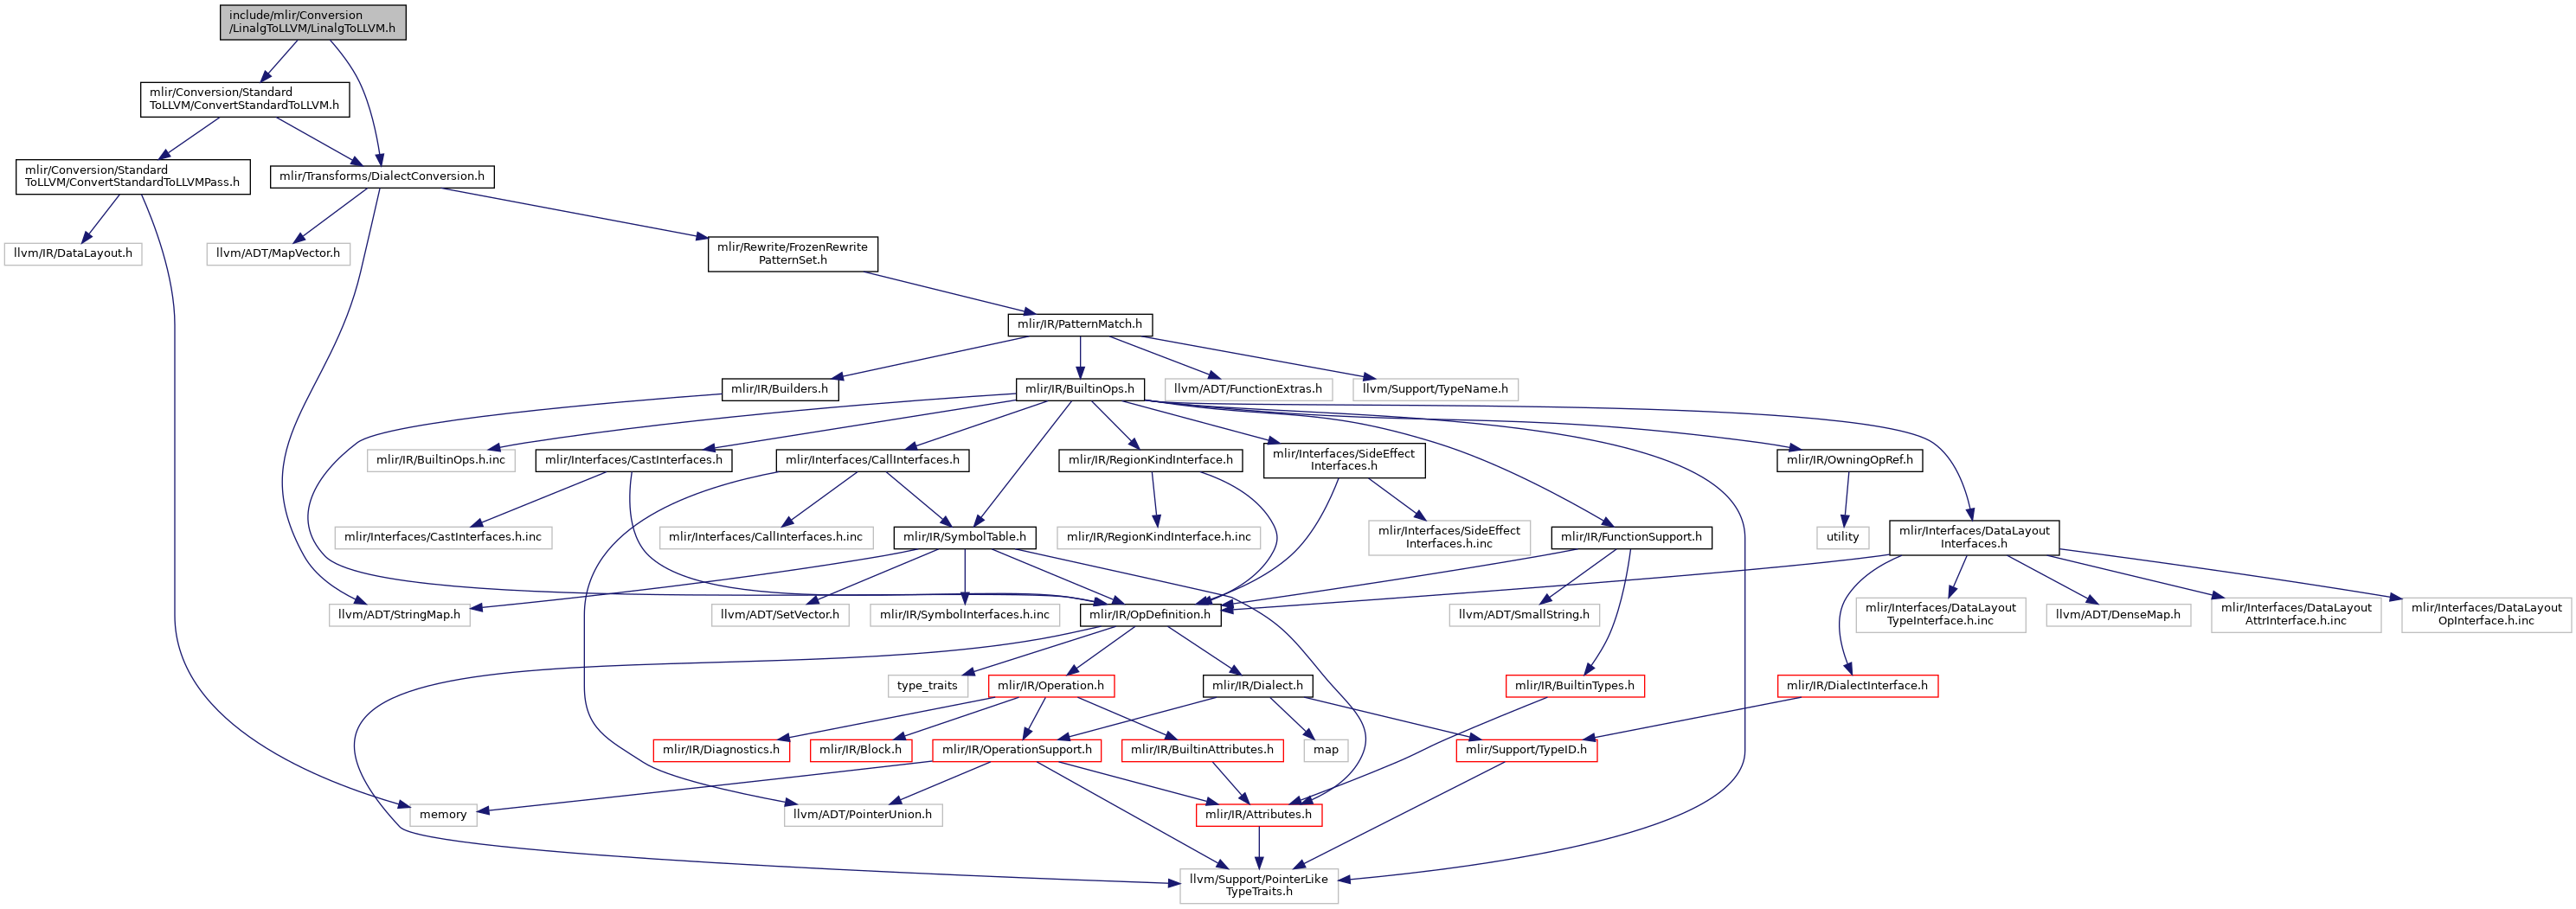 include/mlir/Conversion
/LinalgToLLVM/LinalgToLLVM.h
mlir/Conversion/Standard
ToLLVM/ConvertStandardToLLVM.h
mlir/Conversion/Standard
ToLLVM/ConvertStandardToLLVMPass.h
mlir/Transforms/DialectConversion.h
llvm/IR/DataLayout.h
llvm/ADT/MapVector.h
mlir/Rewrite/FrozenRewrite
PatternSet.h
mlir/IR/PatternMatch.h
mlir/IR/Builders.h
mlir/IR/BuiltinOps.h
llvm/ADT/FunctionExtras.h
llvm/Support/TypeName.h
mlir/IR/BuiltinOps.h.inc
mlir/Interfaces/CastInterfaces.h
mlir/Interfaces/CallInterfaces.h
mlir/IR/RegionKindInterface.h
mlir/Interfaces/SideEffect
Interfaces.h
mlir/IR/OwningOpRef.h
mlir/Interfaces/CastInterfaces.h.inc
mlir/Interfaces/CallInterfaces.h.inc
mlir/IR/SymbolTable.h
mlir/IR/RegionKindInterface.h.inc
mlir/Interfaces/SideEffect
Interfaces.h.inc
mlir/IR/FunctionSupport.h
utility
mlir/Interfaces/DataLayout
Interfaces.h
llvm/ADT/StringMap.h
llvm/ADT/SetVector.h
mlir/IR/SymbolInterfaces.h.inc
mlir/IR/OpDefinition.h
llvm/ADT/SmallString.h
mlir/Interfaces/DataLayout
TypeInterface.h.inc
llvm/ADT/DenseMap.h
mlir/Interfaces/DataLayout
AttrInterface.h.inc
mlir/Interfaces/DataLayout
OpInterface.h.inc
type_traits
mlir/IR/Operation.h
mlir/IR/Dialect.h
mlir/IR/BuiltinTypes.h
mlir/IR/DialectInterface.h
mlir/IR/Diagnostics.h
mlir/IR/Block.h
mlir/IR/OperationSupport.h
mlir/IR/BuiltinAttributes.h
map
mlir/Support/TypeID.h
memory
llvm/ADT/PointerUnion.h
mlir/IR/Attributes.h
llvm/Support/PointerLike
TypeTraits.h